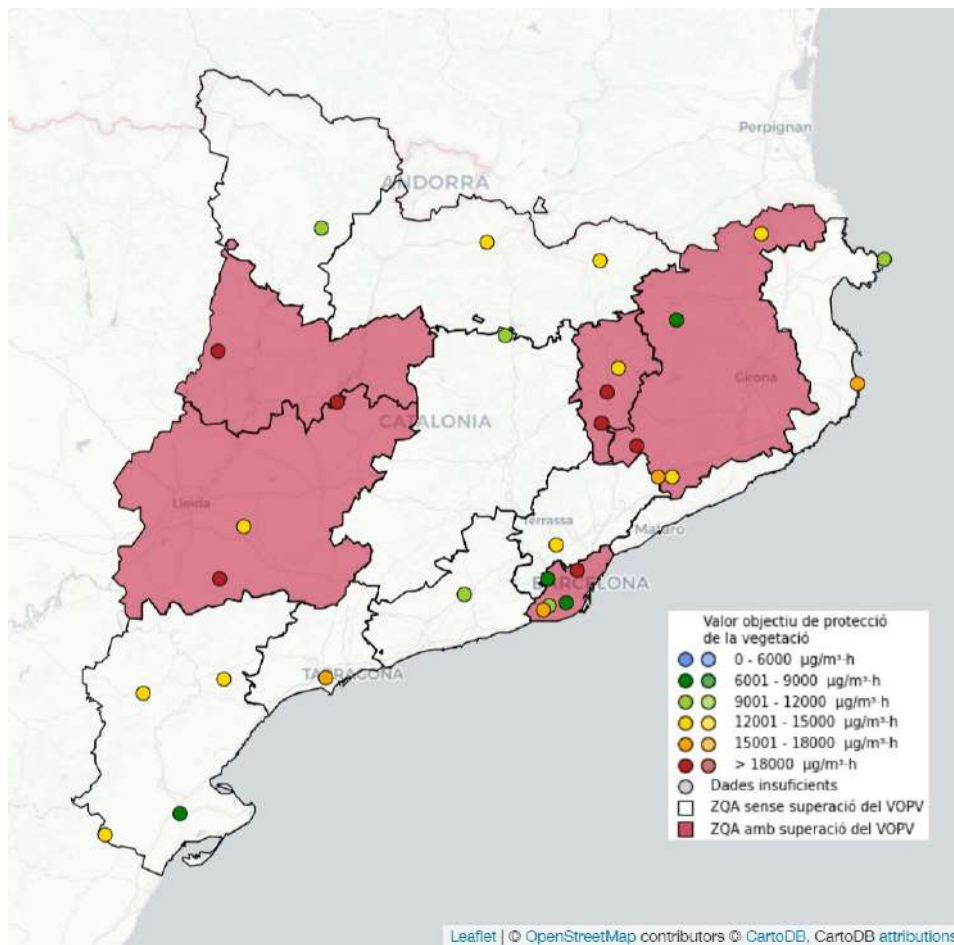 Perpignan
ANDORRA
Girona
CATALONIA
Lleida
Terrassa
Mataró
BARCELONA
TARRAGONA
Valor objectiu de protecció
de la vegetació
0 - 6000 µg/m³·h
6001 - 9000 µg/m³·h
9001 - 12000 µg/m³·h
12001 - 15000 µg/m³·h
15001 - 18000 µg/m³·h
> 18000 µg/m³·h
Dades insuficients
ZQA sense superació del VOPV
ZQA amb superació del VOPV
Leaflet | © OpenStreetMap contributors © CartoDB, CartoDB attributions